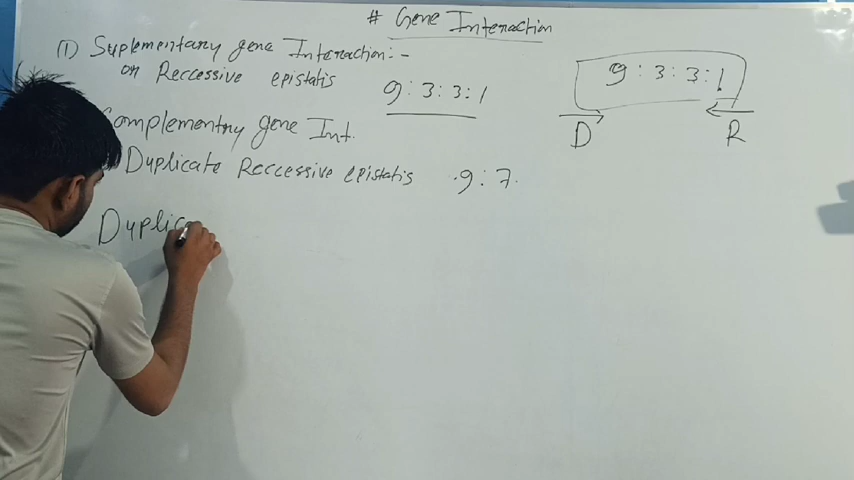 # Gene Interaction
(1) Suplementary gene Interaction:-
or Reccessive epistatis
9:3:3:1
9:3:3:1
D
R
Complementry gene Int.
Duplicate Reccessive epistatis
9:7.
Duplic